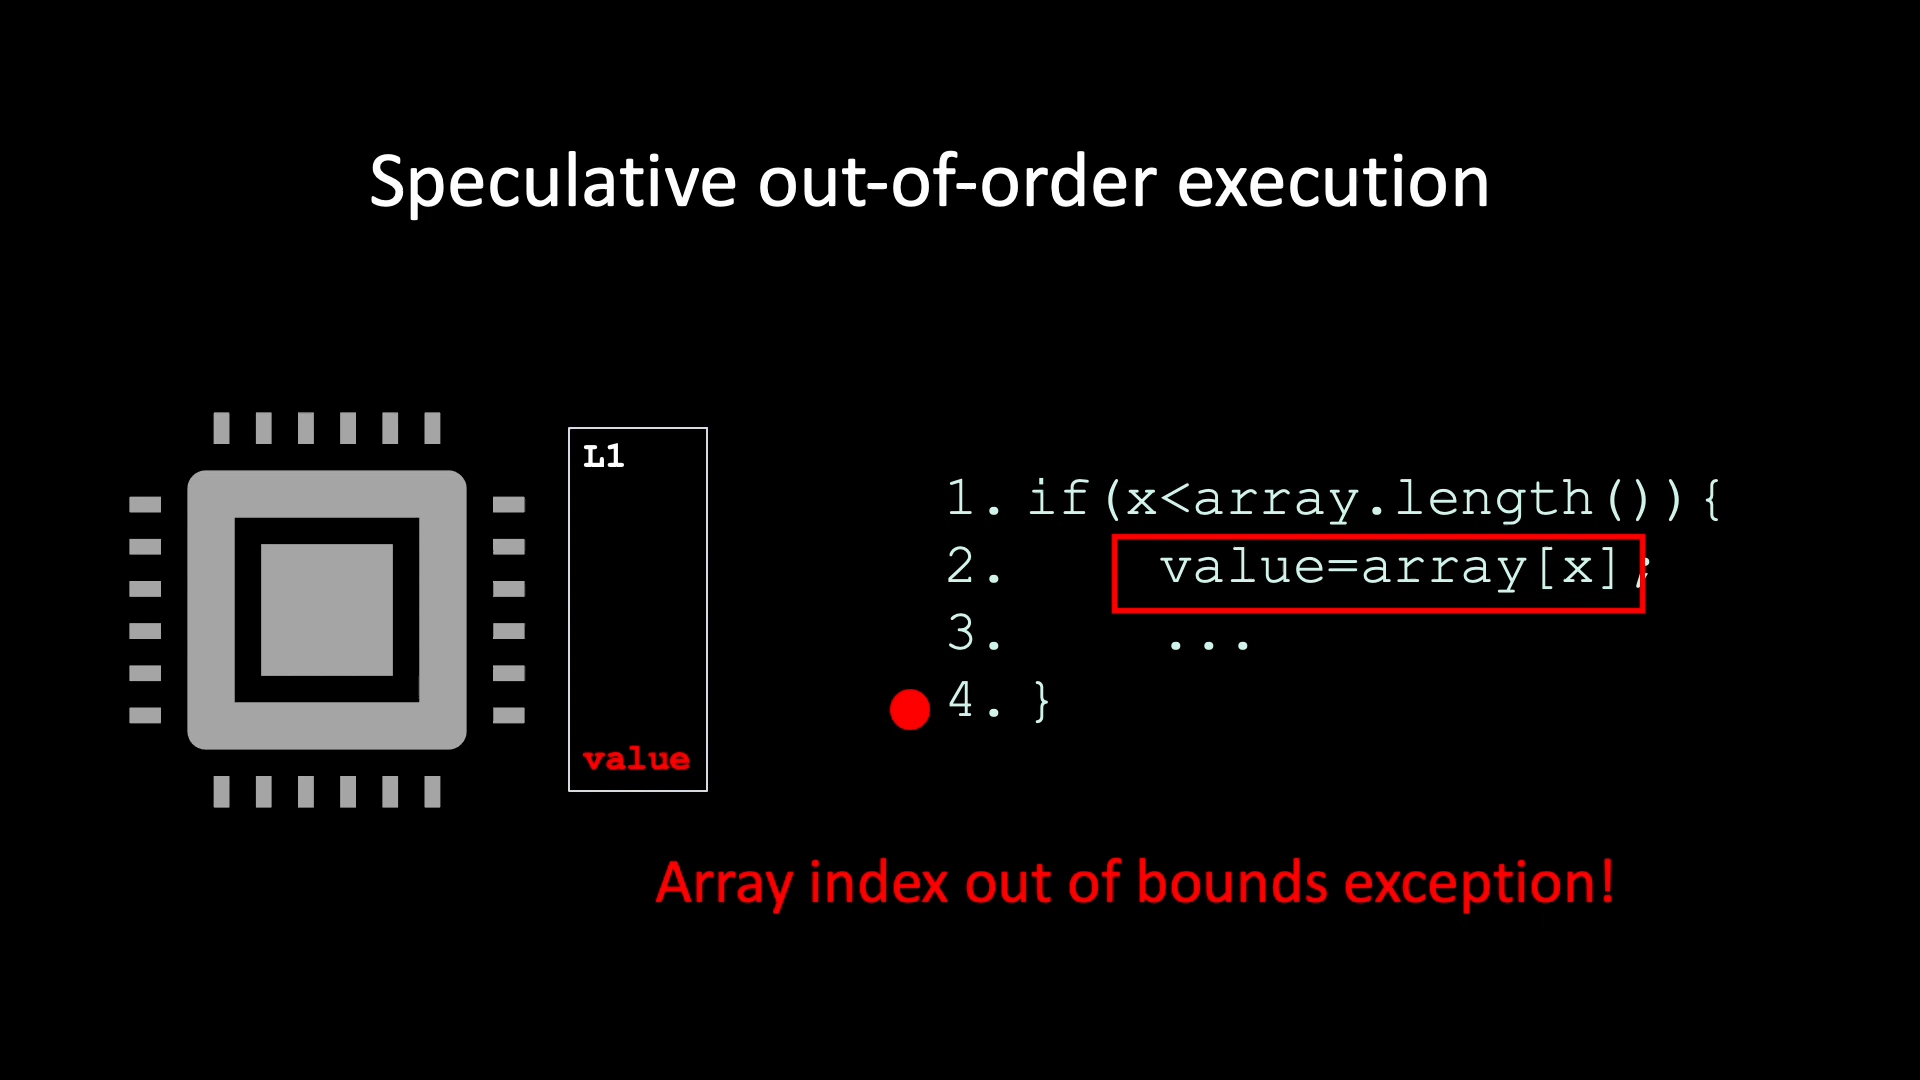 Speculative out-of-order execution
L1
value
1. if(x<array.length()){
2. value=array[x];
3. ...
4. }
Array index out of bounds exception!